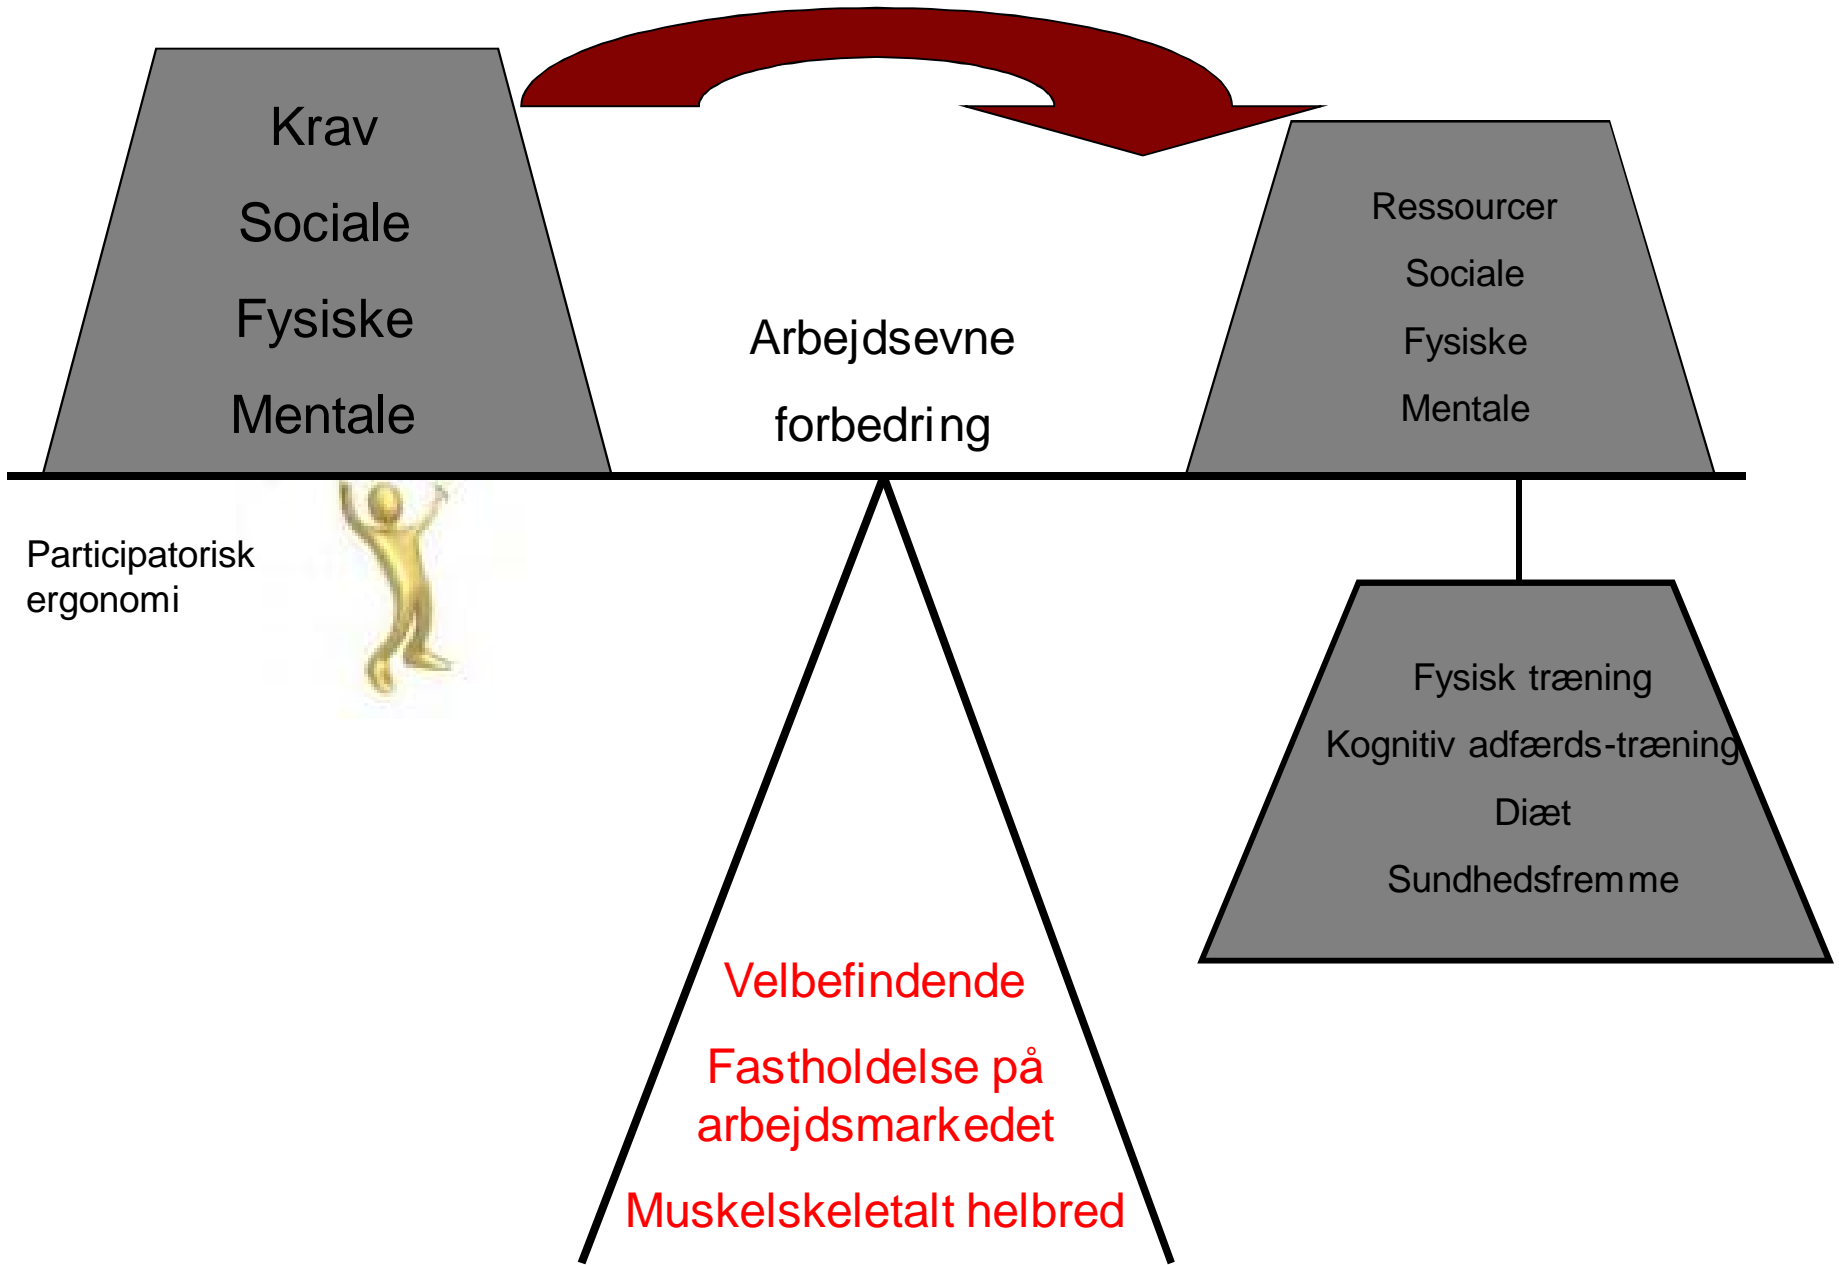 Krav
Sociale
Fysiske
Mentale
Arbejdsevne
forbedring
Ressourcer
Sociale
Fysiske
Mentale
Participatorisk
ergonomi
Fysisk træning
Kognitiv adfærds-træning
Diæt
Sundhedsfremme
Velbefindende
Fastholdelse på
arbejdsmarkedet
Muskelskeletalt helbred